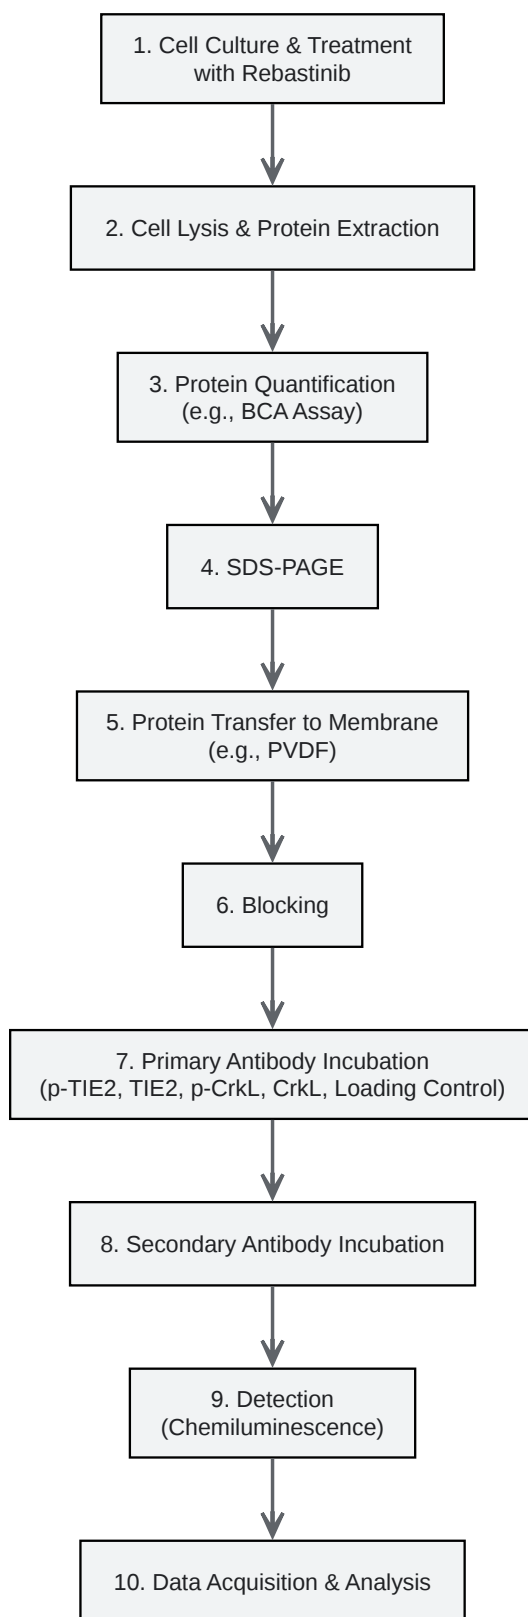 1. Cell Culture & Treatment
with Rebastinib
2. Cell Lysis & Protein Extraction
3. Protein Quantification
(e.g., BCA Assay)
4. SDS-PAGE
5. Protein Transfer to Membrane
(e.g., PVDF)
6. Blocking
7. Primary Antibody Incubation
(p-TIE2, TIE2, p-CrkL, CrkL, Loading Control)
8. Secondary Antibody Incubation
9. Detection
(Chemiluminescence)
10. Data Acquisition & Analysis